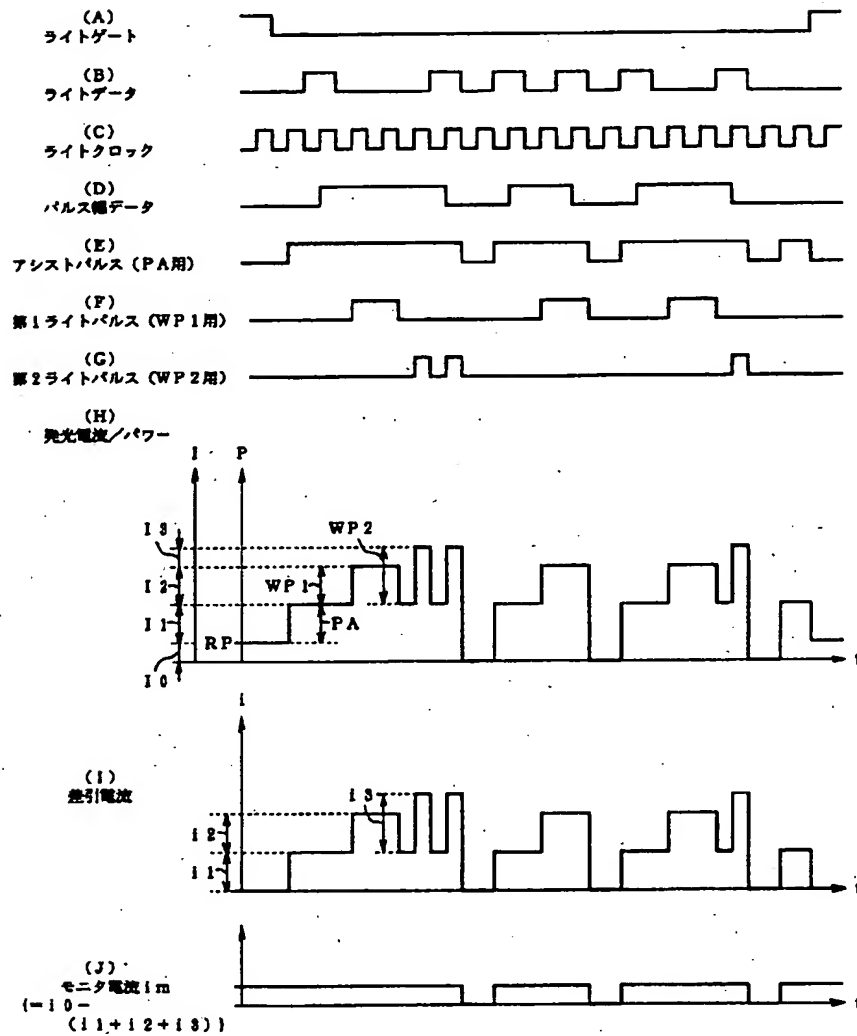 (A)
ライトゲート
(B)
ライトデータ
(C)
ライトクロック
(D)
パルス幅データ
(E)
アシストパルス(PA用)
(F)
第1ライトパルス(WP1用)
(G)
第2ライトパルス(WP2用)
(H)
発光電流/パワー
I P
I3
WP2
I2
WP1
I1
RP
PA
I0
t
i
(I)
差引電流
i3
i2
i1
t
(J)
モニタ電流im
{=i0-
(i1+i2+i3)}
t